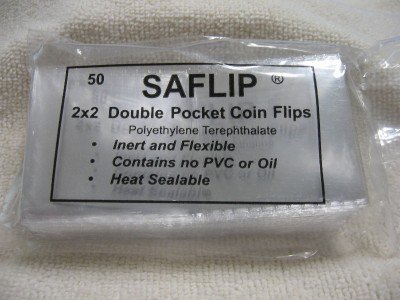 50 SAFLIP ®
2x2 Double Pocket Coin Flips
Polyethylene Terephthalate
• Inert and Flexible
• Contains no PVC or Oil
• Heat Sealable